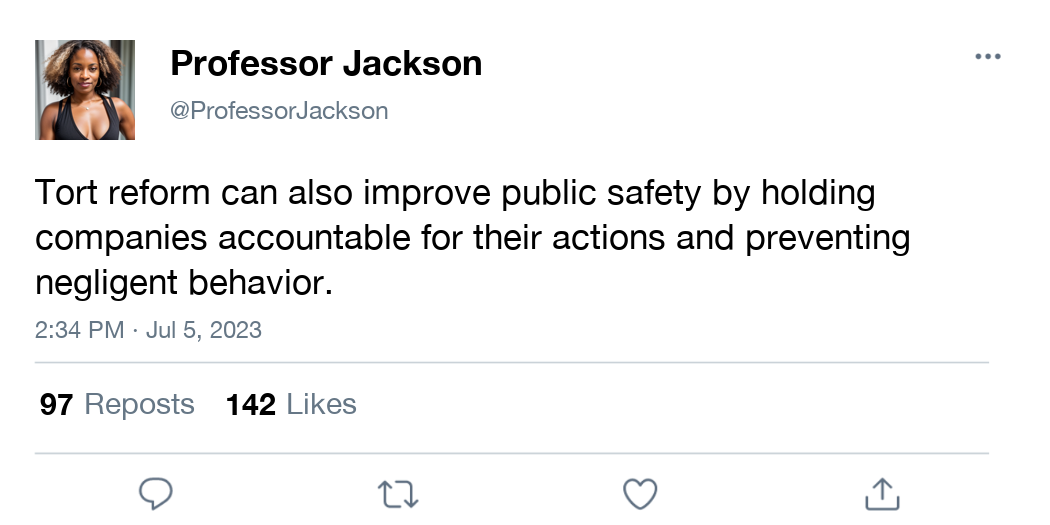 Professor Jackson
@ProfessorJackson
Tort reform can also improve public safety by holding
companies accountable for their actions and preventing
negligent behavior.
2:34 PM · Jul 5, 2023
97 Reposts 142 Likes